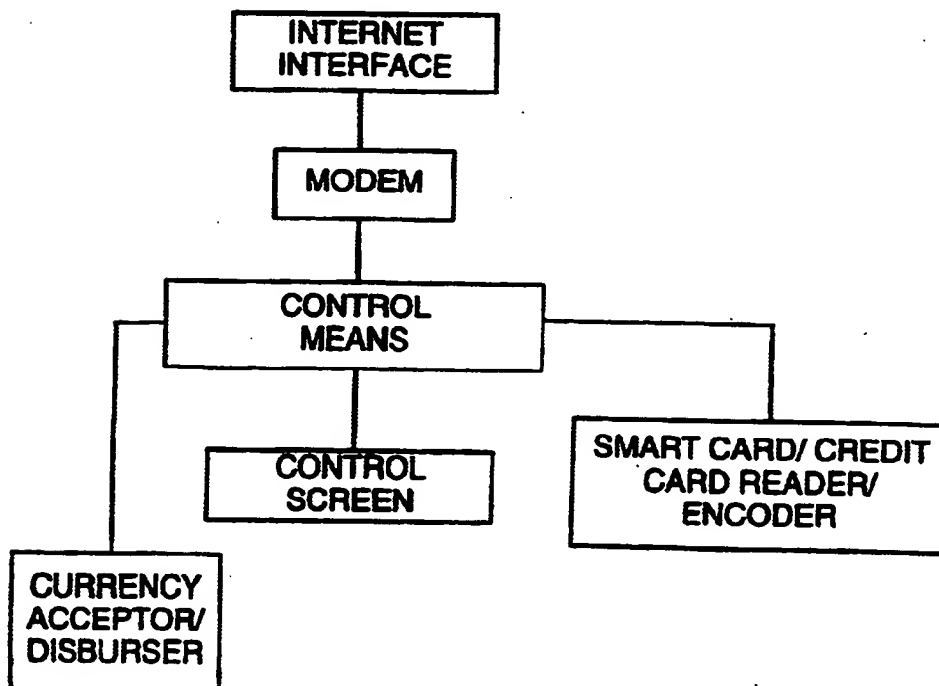 INTERNET
INTERFACE
MODEM
CONTROL
MEANS
CONTROL
SCREEN
SMART CARD/ CREDIT
CARD READER/
ENCODER
CURRENCY
ACCEPTOR/
DISBURSER